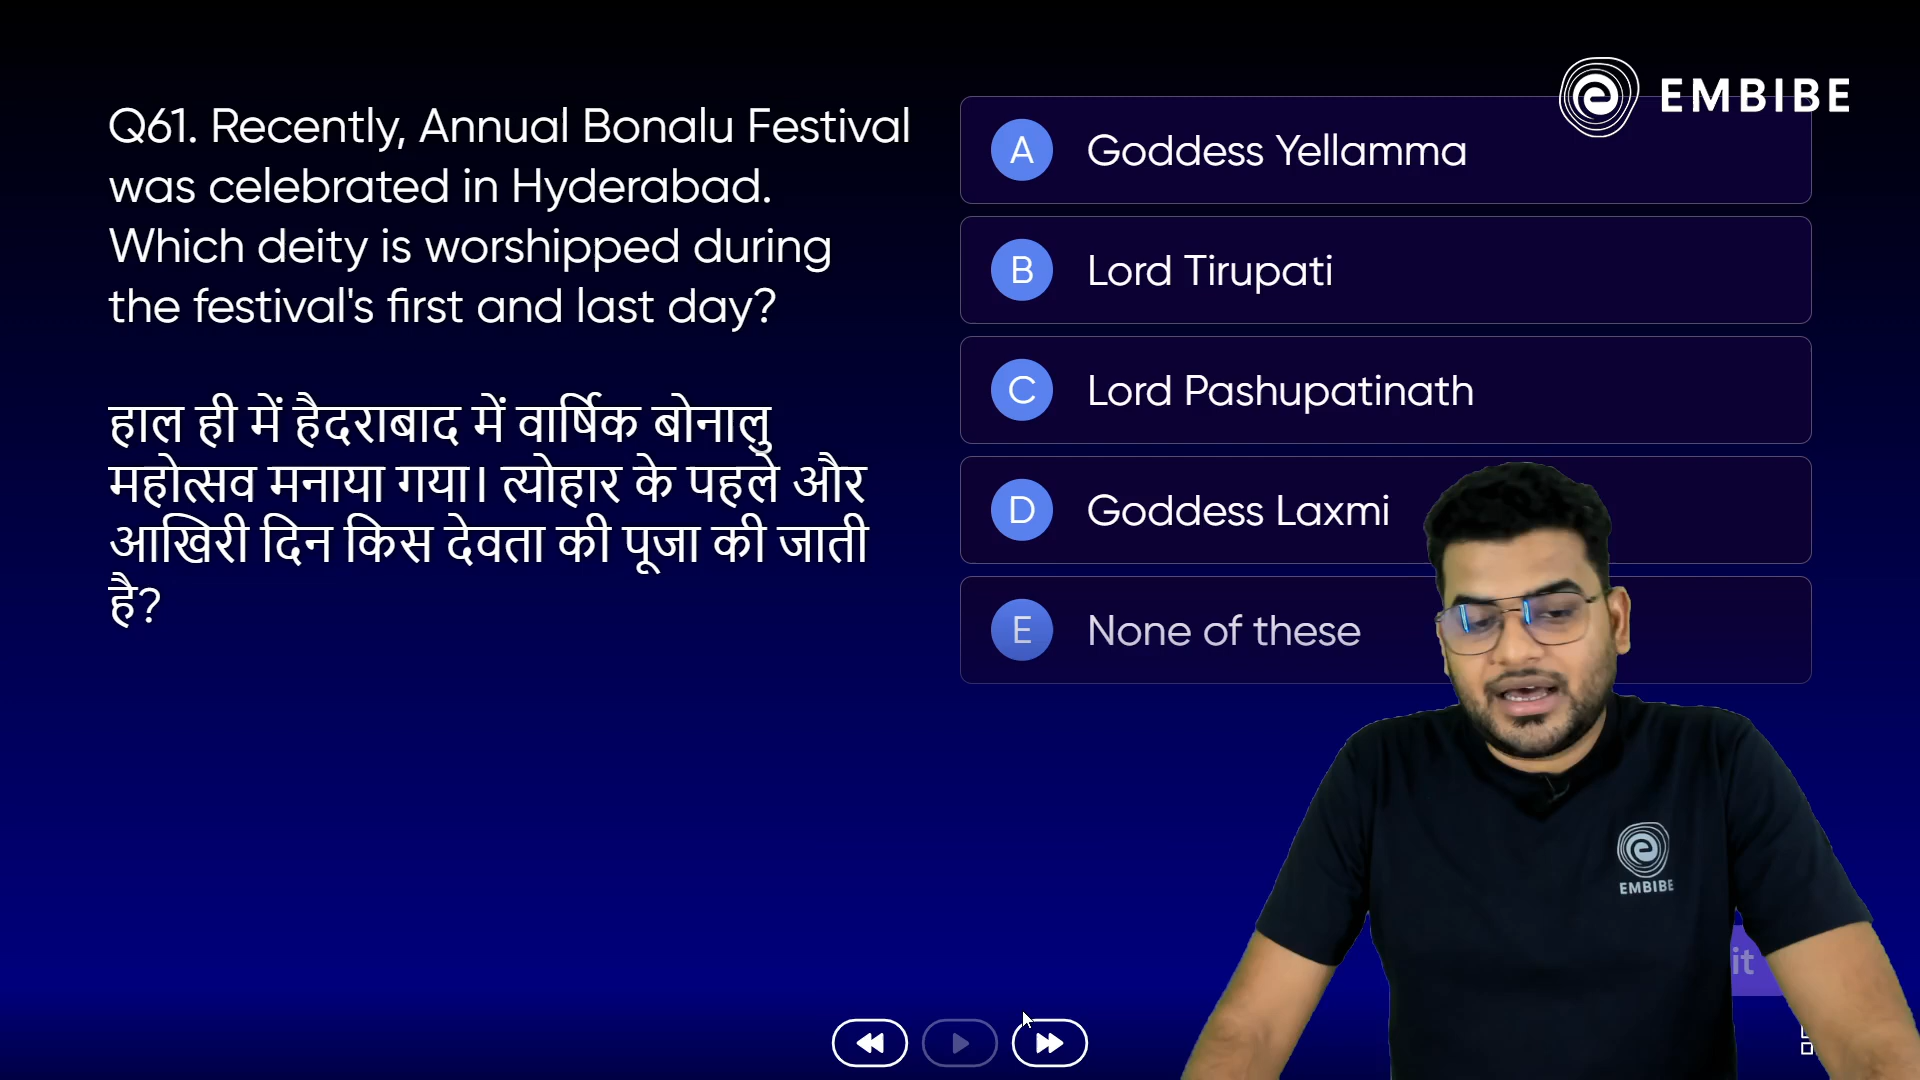 EMBIBE
Q61. Recently, Annual Bonalu Festival
was celebrated in Hyderabad.
Which deity is worshipped during
the festival's first and last day?
हाल ही में हैदराबाद में वार्षिक बोनालु
महोत्सव मनाया गया। त्योहार के पहले और
आखिरी दिन किस देवता की पूजा की जाती
है?
A Goddess Yellamma
B Lord Tirupati
C Lord Pashupatinath
D Goddess Laxmi
E None of these
EMBIBE
it